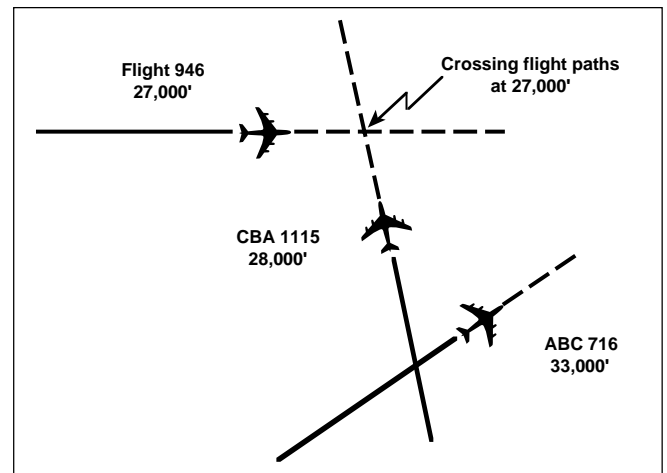 Flight 946
27,000'
Crossing flight paths
at 27,000'
CBA 1115
28,000'
ABC 716
33,000'